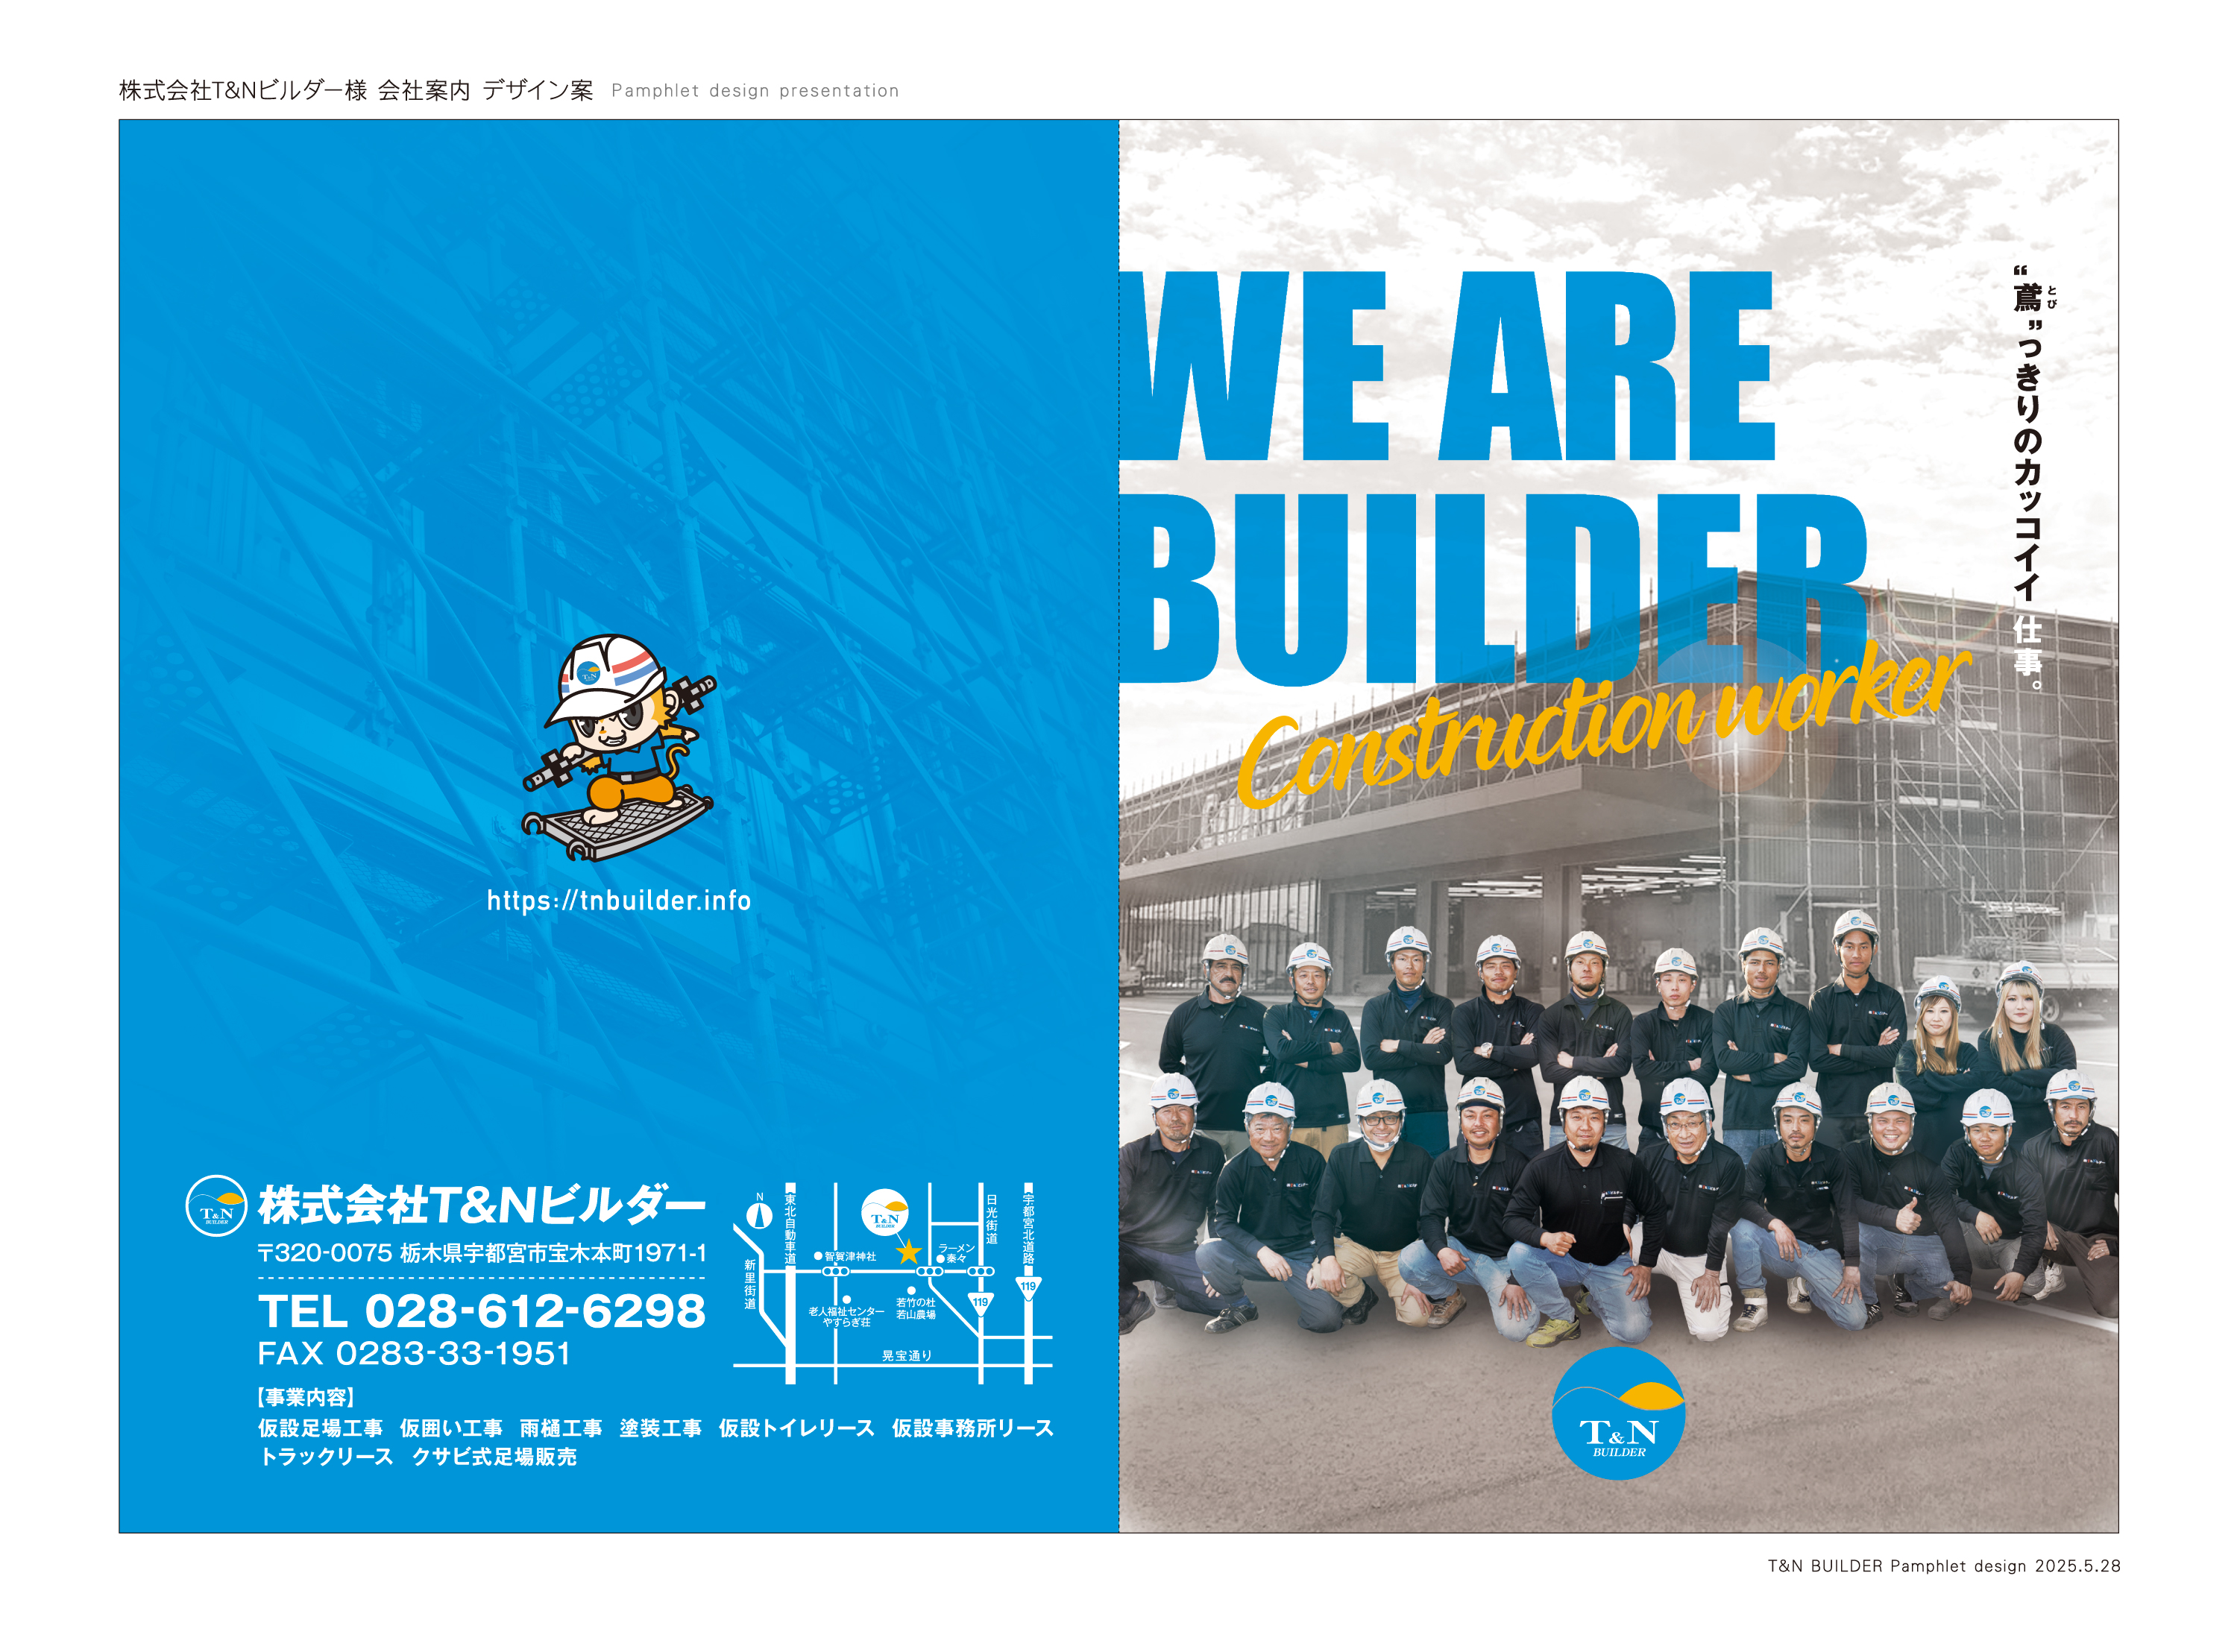 株式会社T&Nビルダー様 会社案内 デザイン案 Pamphlet design presentation
T&N
https://tnbuilder.info
T&N
BUILDER
株式会社T&Nビルダー
〒320-0075 栃木県宇都宮市宝木本町1971-1
TEL 028-612-6298
FAX 0283-33-1951
【事業内容】
仮設足場工事 仮囲い工事 雨樋工事 塗装工事 仮設トイレリース 仮設事務所リース
トラックリース クサビ式足場販売
N
東北自動車道
新里街道
智賀津神社
T&N
BUILDER
ラーメン
秦々
日光街道
宇都宮北道路
119
119
老人福祉センター
やすらぎ荘
若竹の杜
若山農場
晃宝通り
WE ARE
BUILDER
Construction worker
“鳶”つきりのカッコイイ仕事。
とび
T&N
BUILDER
T&N BUILDER Pamphlet design 2025.5.28